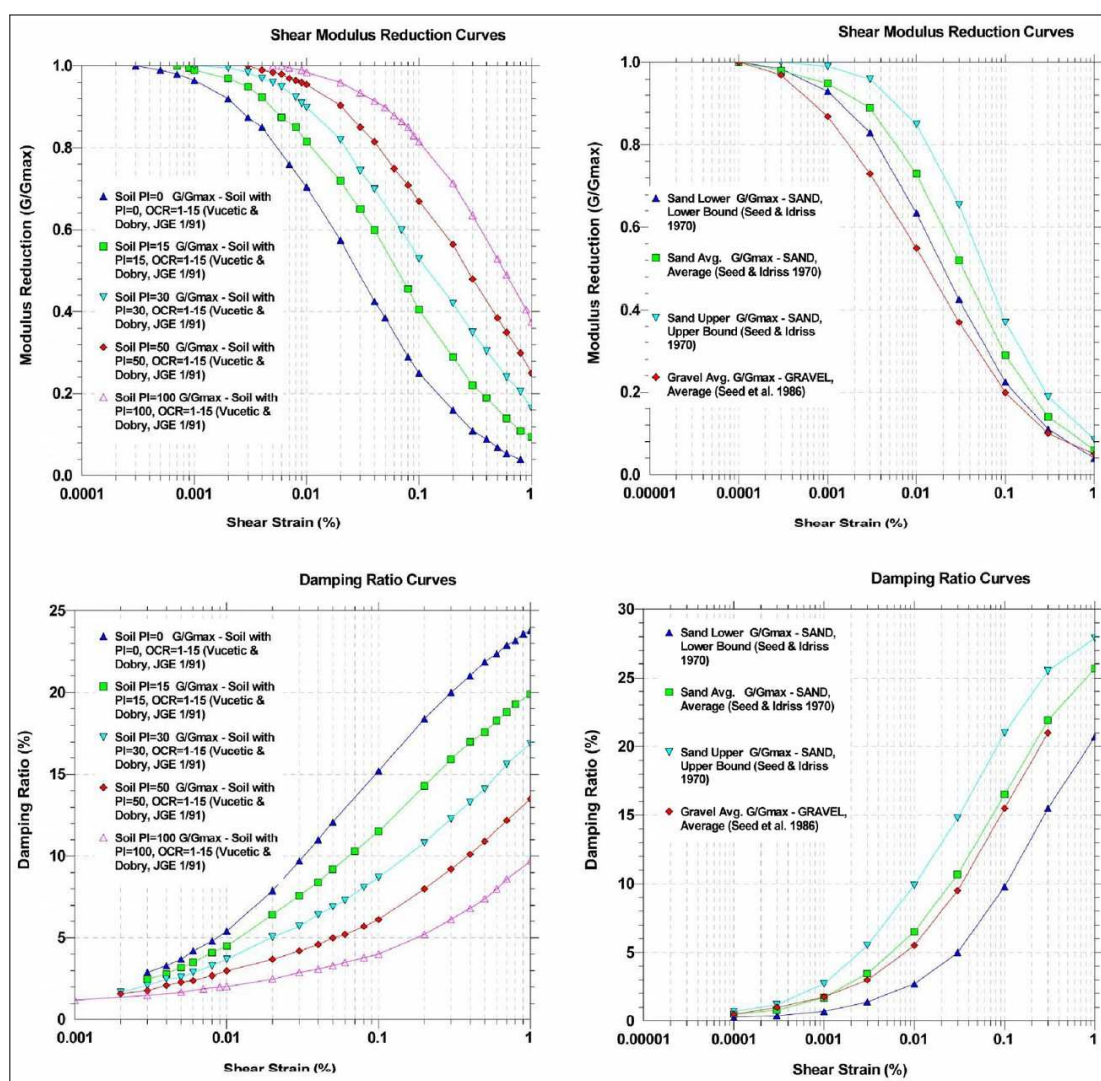 Shear Modulus Reduction Curves
Modulus Reduction (G/Gmax)
1.0
0.8
0.6
0.4
0.2
0.0
Soil PI=0 G/Gmax - Soil with
PI=0, OCR=1-15 (Vucetic &
Dobry, JGE 1/91)
Soil PI=15 G/Gmax - Soil with
PI=15, OCR=1-15 (Vucetic &
Dobry, JGE 1/91)
Soil PI=30 G/Gmax - Soil with
PI=30, OCR=1-15 (Vucetic &
Dobry, JGE 1/91)
Soil PI=50 G/Gmax - Soil with
PI=50, OCR=1-15 (Vucetic &
Dobry, JGE 1/91)
Soil PI=100 G/Gmax - Soil with
PI=100, OCR=1-15 (Vucetic &
Dobry, JGE 1/91)
0.0001 0.001 0.01 0.1 1
Shear Strain (%)
Shear Modulus Reduction Curves
Modulus Reduction (G/Gmax)
1.0
0.8
0.6
0.4
0.2
0.0
Sand Lower G/Gmax - SAND,
Lower Bound (Seed & Idriss
1970)
Sand Avg. G/Gmax - SAND,
Average (Seed & Idriss 1970)
Sand Upper G/Gmax - SAND,
Upper Bound (Seed & Idriss
1970)
Gravel Avg. G/Gmax - GRAVEL,
Average (Seed et al. 1986)
0.00001 0.0001 0.001 0.01 0.1 1
Shear Strain (%)
Damping Ratio Curves
Damping Ratio (%)
25
20
15
10
5
0
Soil PI=0 G/Gmax - Soil with
PI=0, OCR=1-15 (Vucetic &
Dobry, JGE 1/91)
Soil PI=15 G/Gmax - Soil with
PI=15, OCR=1-15 (Vucetic &
Dobry, JGE 1/91)
Soil PI=30 G/Gmax - Soil with
PI=30, OCR=1-15 (Vucetic &
Dobry, JGE 1/91)
Soil PI=50 G/Gmax - Soil with
PI=50, OCR=1-15 (Vucetic &
Dobry, JGE 1/91)
Soil PI=100 G/Gmax - Soil with
PI=100, OCR=1-15 (Vucetic &
Dobry, JGE 1/91)
0.001 0.01 0.1 1
Shear Strain (%)
Damping Ratio Curves
Damping Ratio (%)
30
25
20
15
10
5
0
Sand Lower G/Gmax - SAND,
Lower Bound (Seed & Idriss
1970)
Sand Avg. G/Gmax - SAND,
Average (Seed & Idriss 1970)
Sand Upper G/Gmax - SAND,
Upper Bound (Seed & Idriss
1970)
Gravel Avg. G/Gmax - GRAVEL,
Average (Seed et al. 1986)
0.00001 0.0001 0.001 0.01 0.1 1
Shear Strain (%)